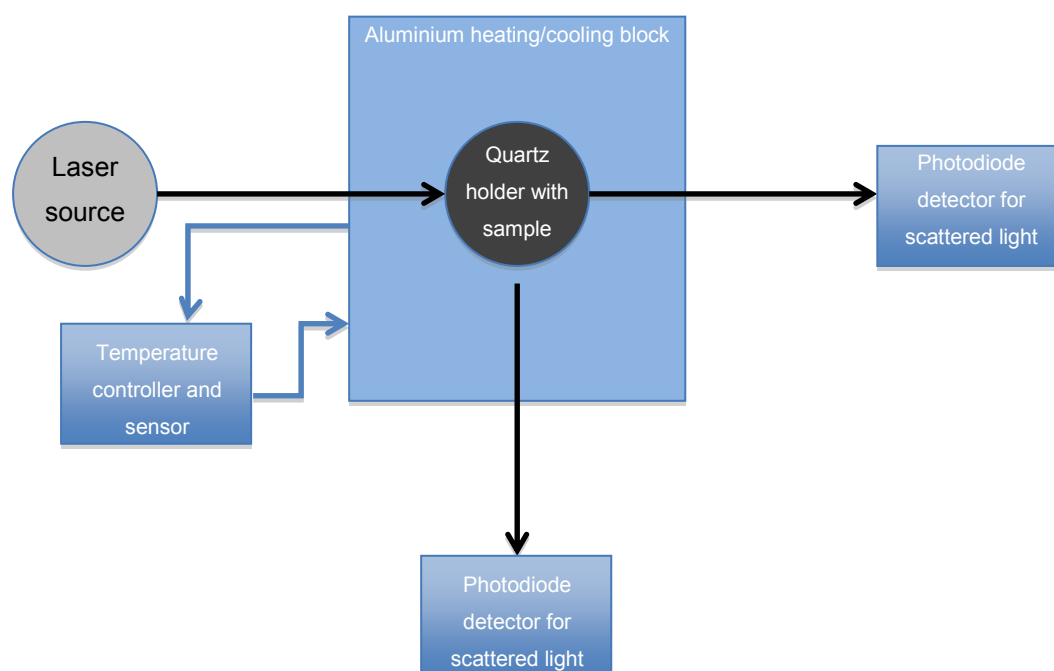 Aluminium heating/cooling block
Laser
source
Quartz
holder with
sample
Photodiode
detector for
scattered light
Temperature
controller and
sensor
Photodiode
detector for
scattered light